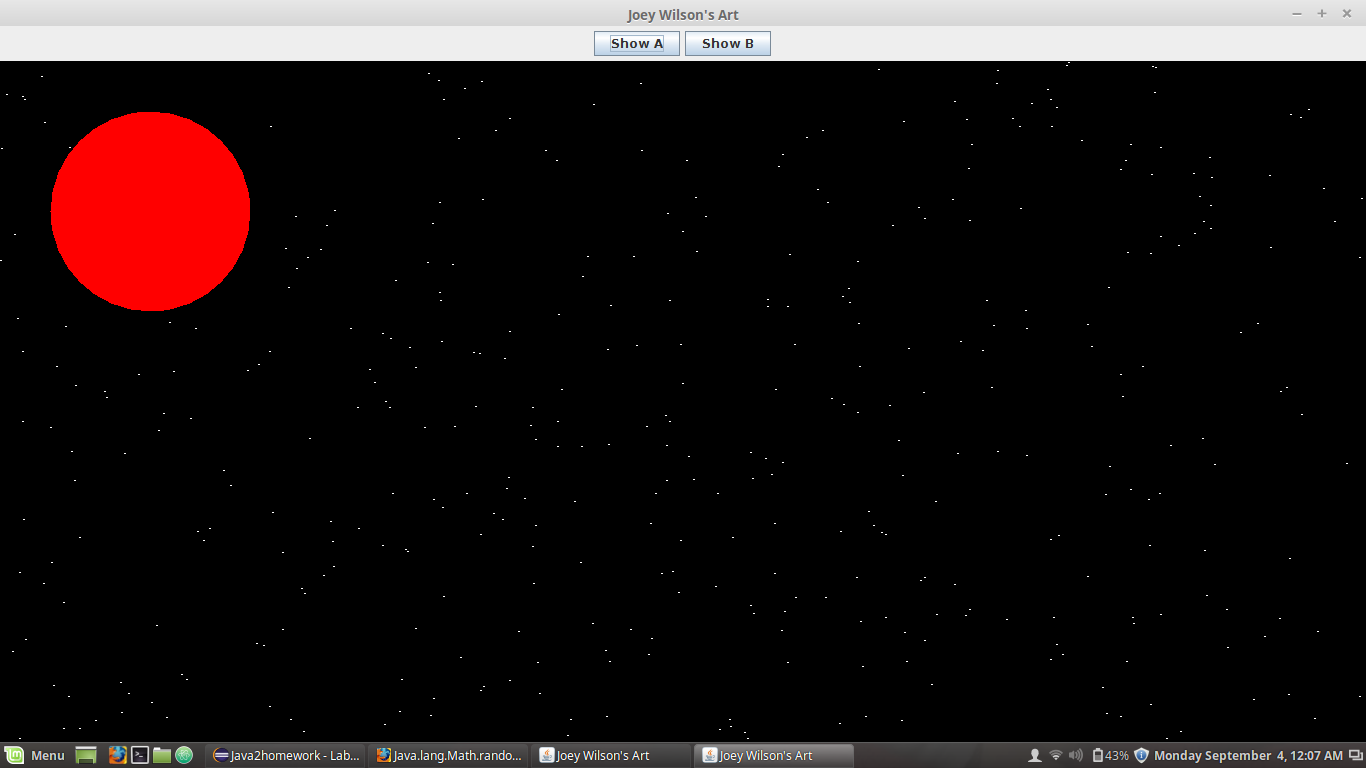 Joey Wilson's Art
Show A Show B
Menu Java2homework - Lab... Java.lang.Math.rando... Joey Wilson's Art Joey Wilson's Art 43% Monday September 4, 12:07 AM